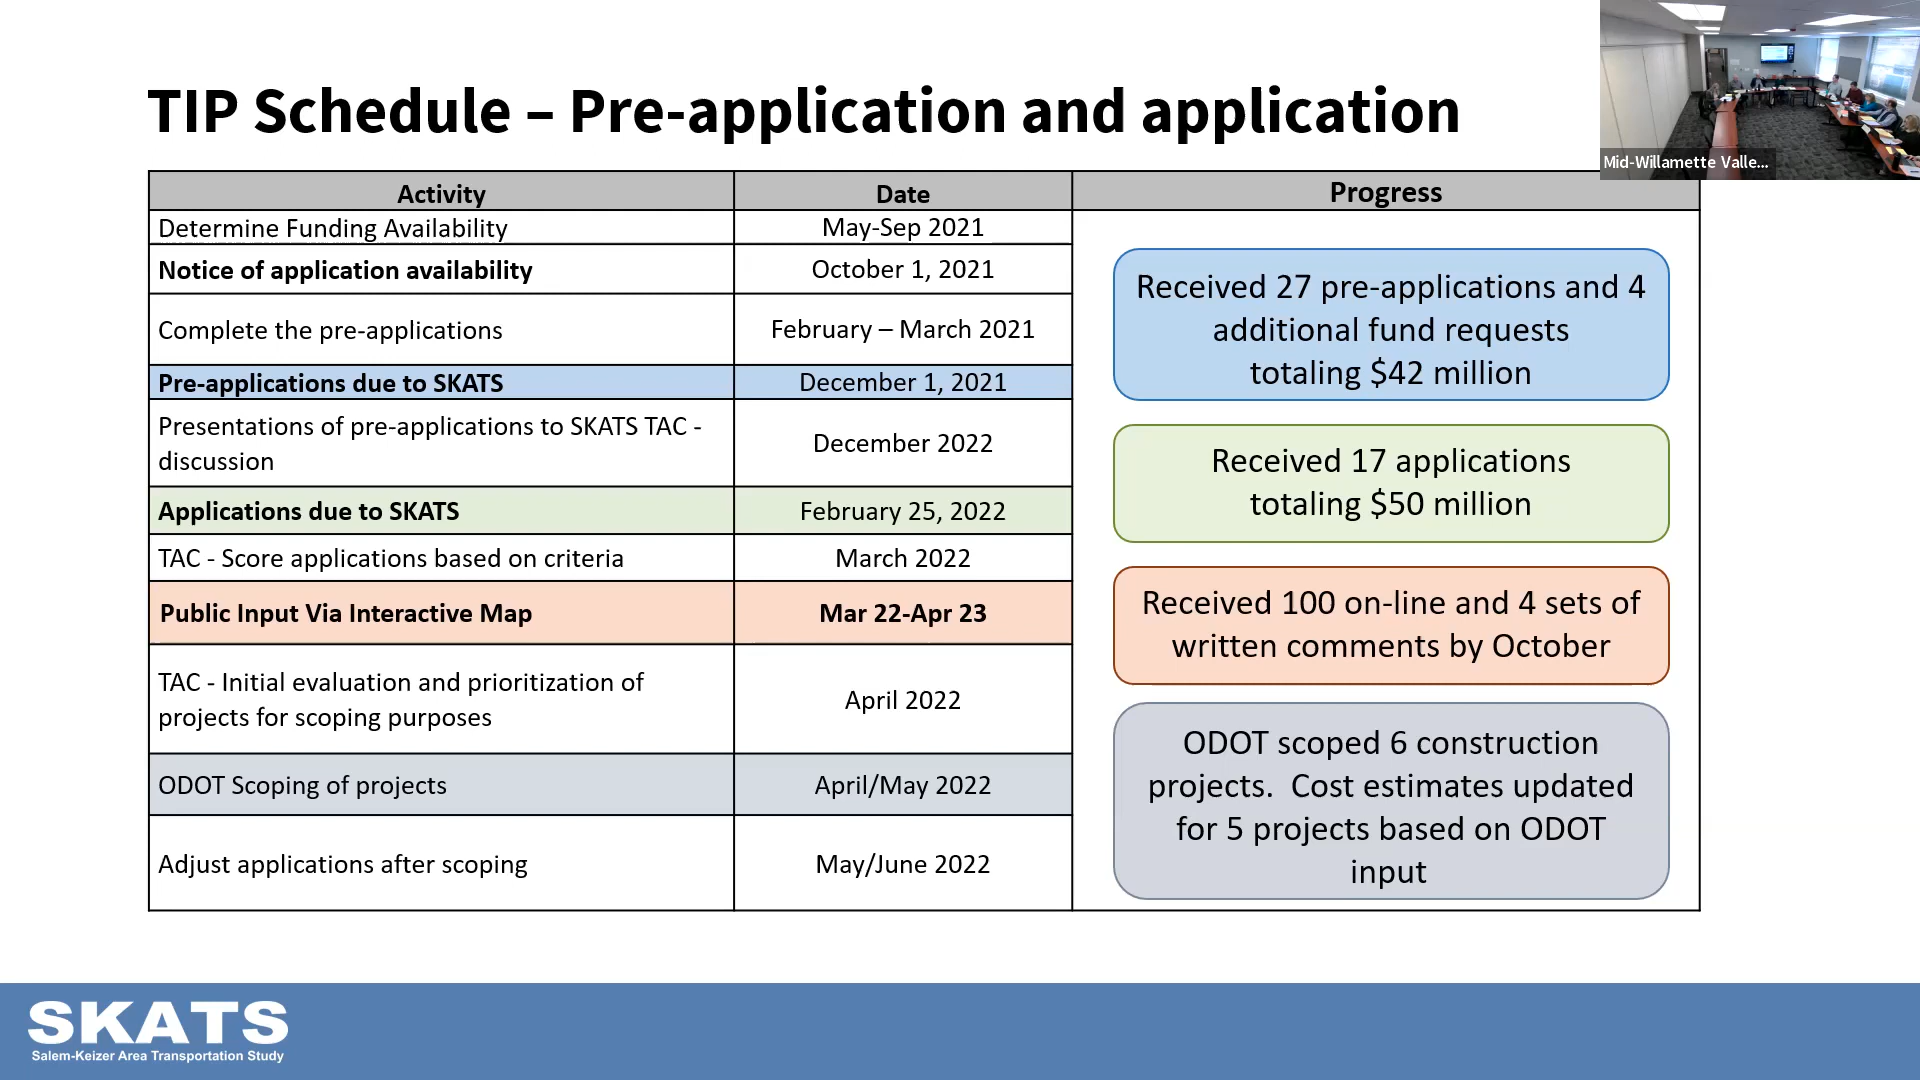 TIP Schedule – Pre-application and application
Mid-Willamette Valle...
Activity
Date
Progress
Determine Funding Availability
May-Sep 2021
Notice of application availability
October 1, 2021
Complete the pre-applications
February – March 2021
Pre-applications due to SKATS
December 1, 2021
Presentations of pre-applications to SKATS TAC -
discussion
December 2022
Applications due to SKATS
February 25, 2022
TAC - Score applications based on criteria
March 2022
Public Input Via Interactive Map
Mar 22-Apr 23
TAC - Initial evaluation and prioritization of
projects for scoping purposes
April 2022
ODOT Scoping of projects
April/May 2022
Adjust applications after scoping
May/June 2022
Received 27 pre-applications and 4
additional fund requests
totaling $42 million
Received 17 applications
totaling $50 million
Received 100 on-line and 4 sets of
written comments by October
ODOT scoped 6 construction
projects.  Cost estimates updated
for 5 projects based on ODOT
input
SKATS
Salem-Keizer Area Transportation Study